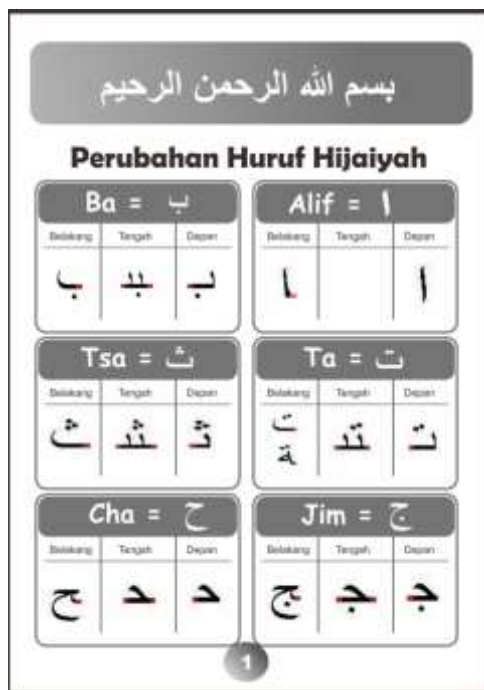 بسم الله الرحمن الرحيم
Perubahan Huruf Hijaiyah
Ba = ب
Belakang Tengah Depan
ـب ـبـ بـ
Alif = ا
Belakang Tengah Depan
ـا ا
Tsa = ث
Belakang Tengah Depan
ـث ـثـ ثـ
Ta = ت
Belakang Tengah Depan
ـت ـتـ تـ
ـة
Cha = ح
Belakang Tengah Depan
ـح ـحـ حـ
Jim = ج
Belakang Tengah Depan
ـج ـجـ جـ
1